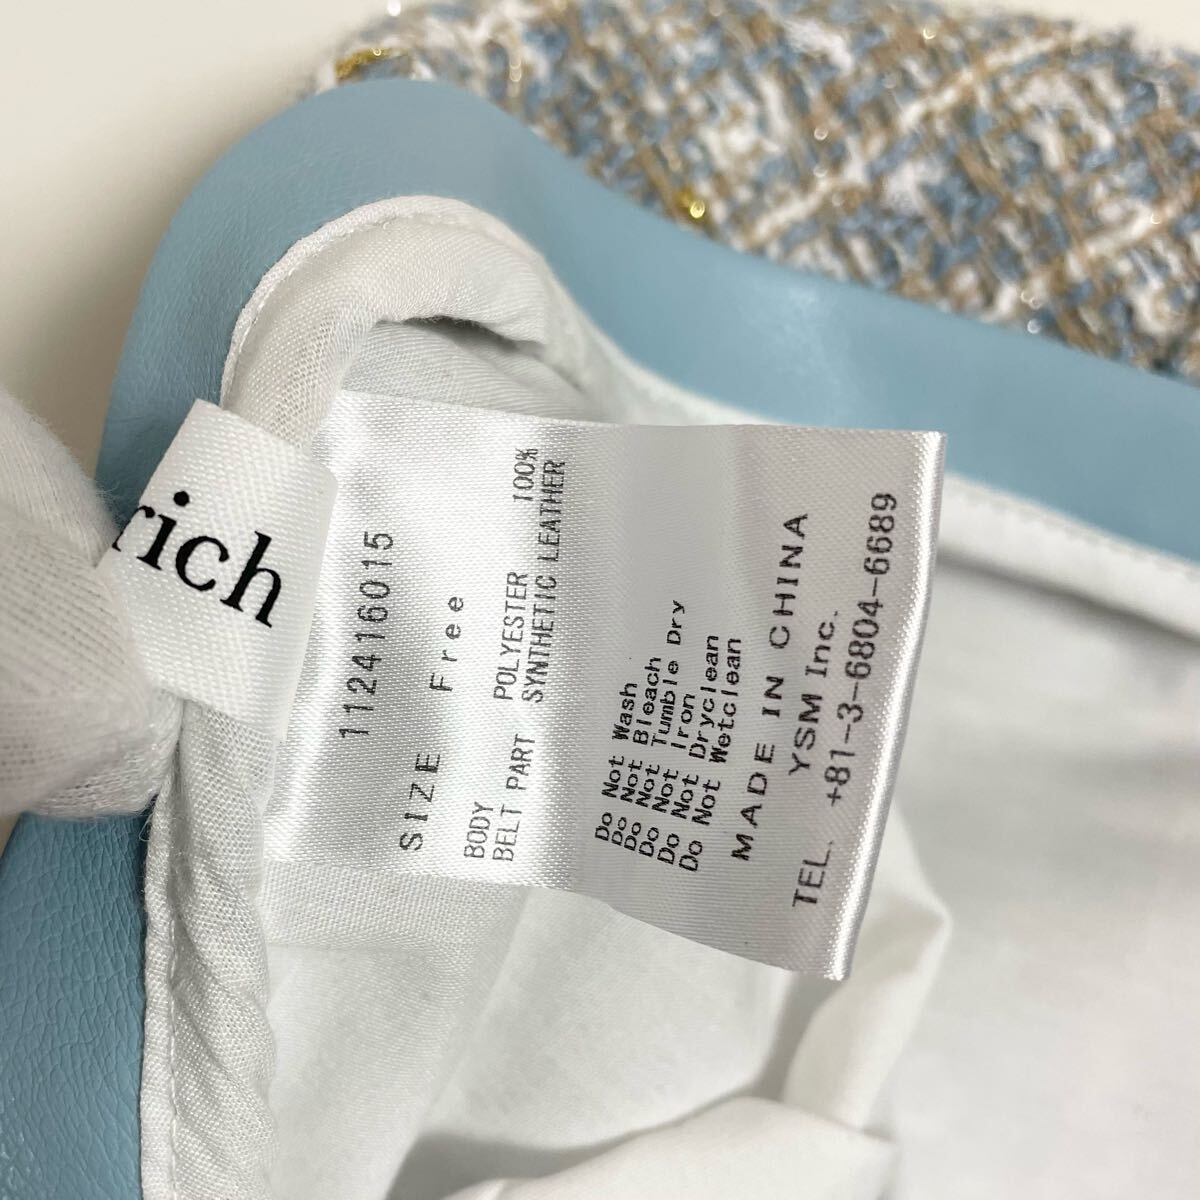 rich
112416015
SIZE Free
BODY POLYESTER 100%
BELT PART SYNTHETIC LEATHER
Do Not Wash
Do Not Bleach
Do Not Tumble Dry
Do Not Iron
Do Not Dryclean
Do Not Wetclean
MADE IN CHINA
YSM Inc.
TEL. +81-3-6804-6689